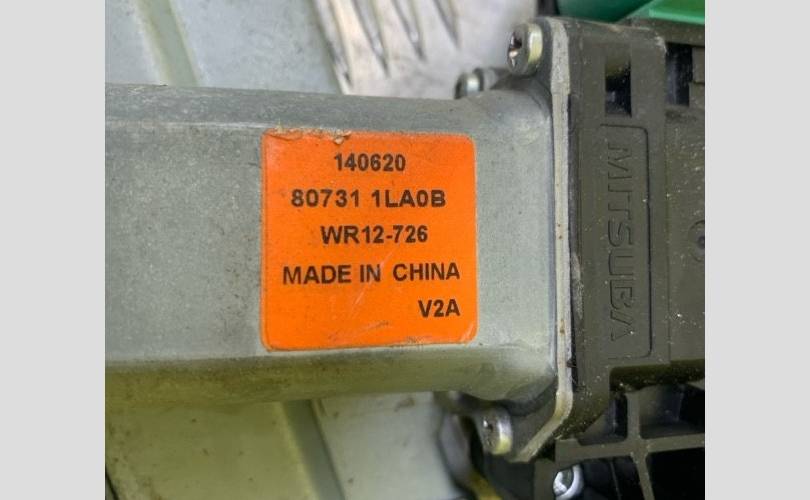 140620
80731 1LA0B
WR12-726
MADE IN CHINA
V2A
MITSUBA